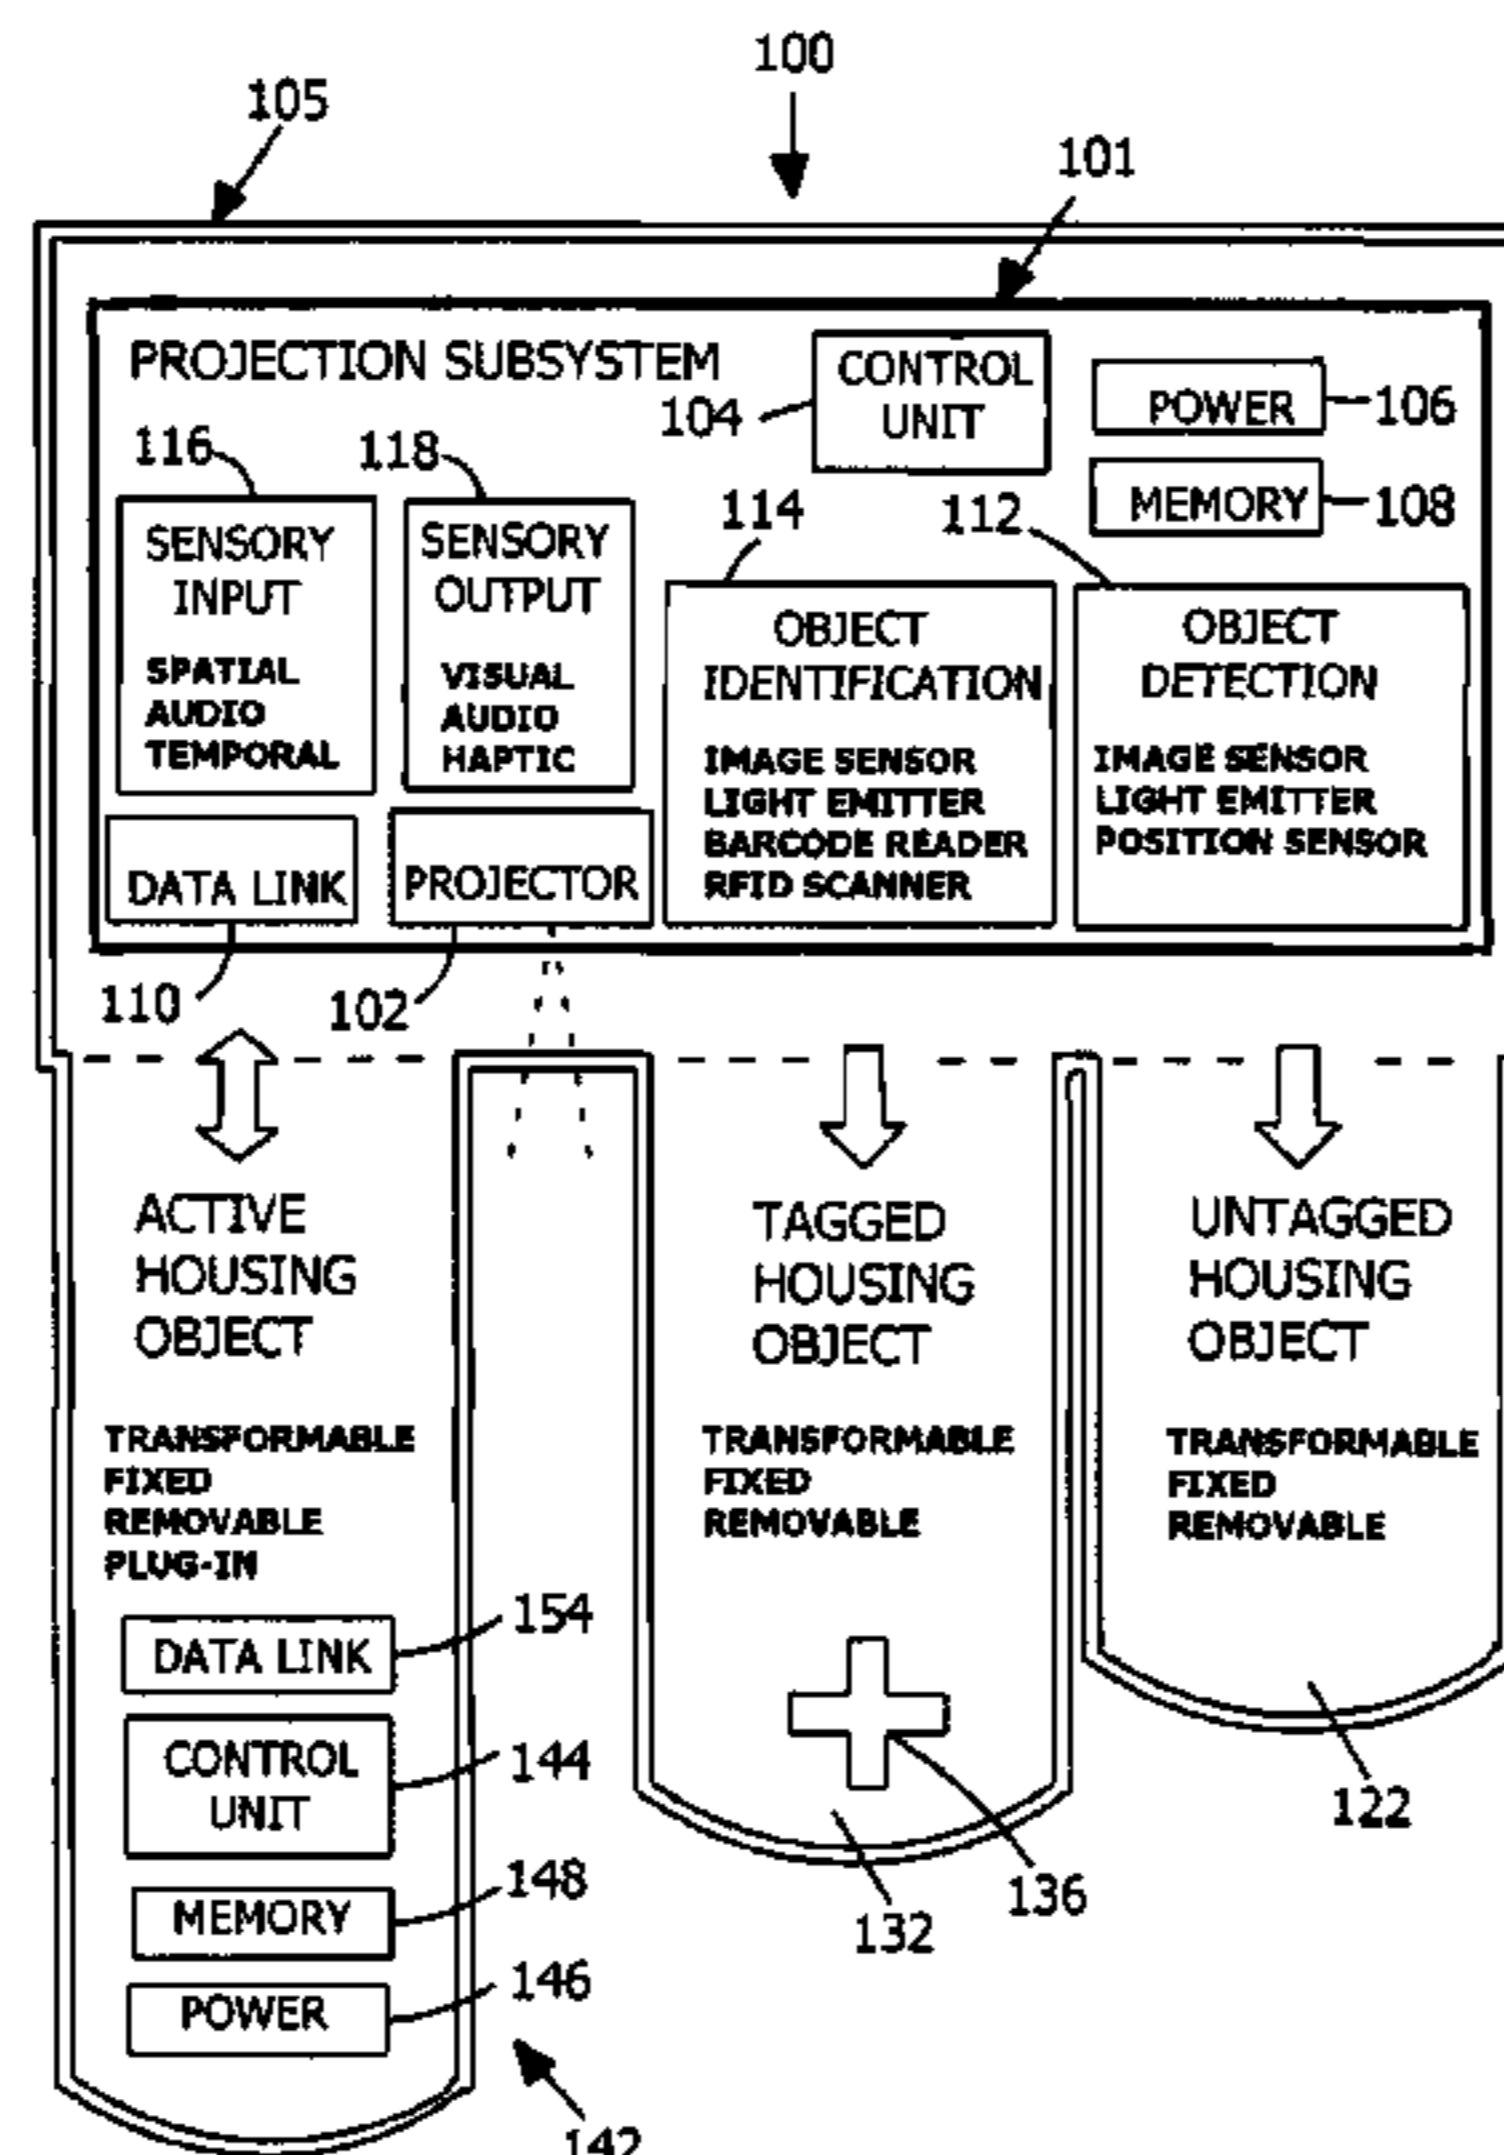 100
105
101
PROJECTION SUBSYSTEM
CONTROL
UNIT
104
POWER
106
116
118
MEMORY
108
114
112
SENSORY
INPUT
SPATIAL
AUDIO
TEMPORAL
SENSORY
OUTPUT
VISUAL
AUDIO
HAPTIC
OBJECT
IDENTIFICATION
IMAGE SENSOR
LIGHT EMITTER
BARCODE READER
RFID SCANNER
OBJECT
DETECTION
IMAGE SENSOR
LIGHT EMITTER
POSITION SENSOR
DATA LINK
PROJECTOR
110
102
ACTIVE
HOUSING
OBJECT
TRANSFORMABLE
FIXED
REMOVABLE
PLUG-IN
DATA LINK
154
CONTROL
UNIT
144
MEMORY
148
POWER
146
142
TAGGED
HOUSING
OBJECT
TRANSFORMABLE
FIXED
REMOVABLE
136
132
UNTAGGED
HOUSING
OBJECT
TRANSFORMABLE
FIXED
REMOVABLE
122